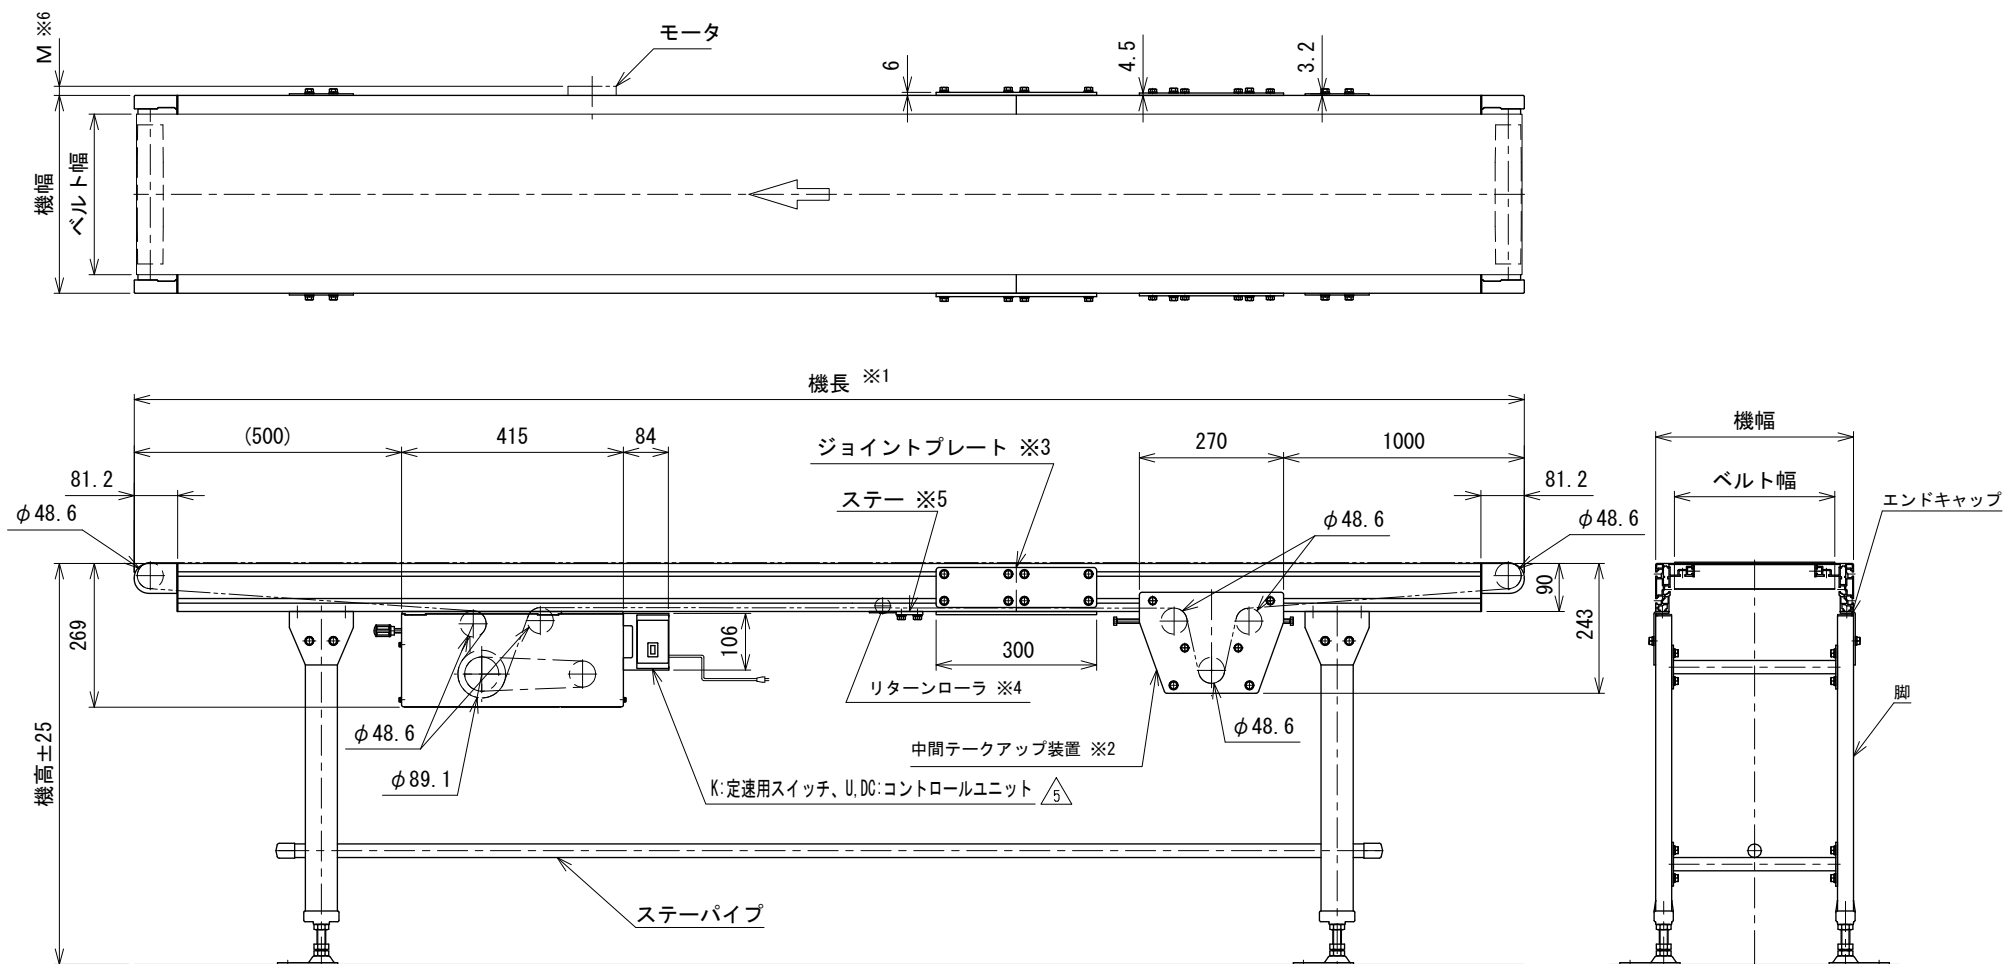 M ※6
モータ
6
4.5
3.2
機幅
ベルト幅
機長 ※1
(500)
415
84
ジョイントプレート ※3
270
1000
機幅
81.2
ステー ※5
81.2
ベルト幅
エンドキャップ
φ48.6
φ48.6
φ48.6
269
106
300
90
243
リターンローラ ※4
脚
φ48.6
φ48.6
中間テークアップ装置 ※2
φ89.1
K:定速用スイッチ、U,DC:コントロールユニット 5
機高±25
ステーパイプ